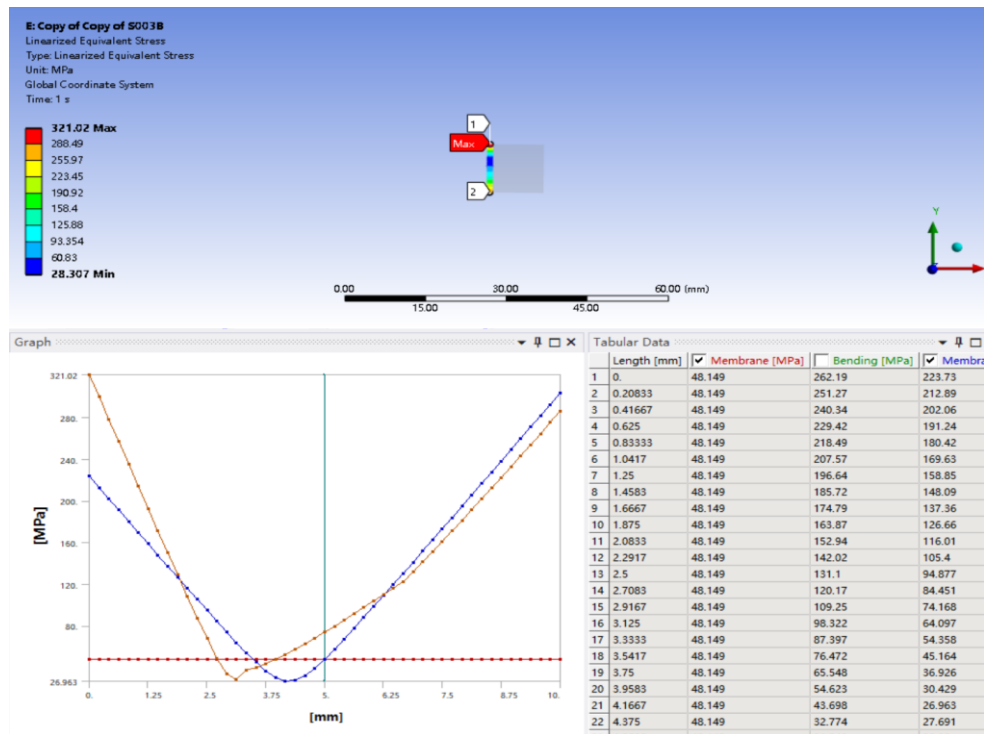 E: Copy of Copy of S003B
Linearized Equivalent Stress
Type: Linearized Equivalent Stress
Unit: MPa
Global Coordinate System
Time: 1 s
321.02 Max
288.49
255.97
223.45
190.92
158.4
125.88
93.354
60.83
28.307 Min
1
Max
2
Y
0.00 30.00 60.00 (mm)
15.00 45.00
Graph
321.02
280.
240.
200.
160.
120.
80.
26.963
[MPa]
0. 1.25 2.5 3.75 5. 6.25 7.5 8.75 10.
[mm]
Tabular Data
Length [mm] Membrane [MPa] Bending [MPa] Membra
1 0. 48.149 262.19 223.73
2 0.20833 48.149 251.27 212.89
3 0.41667 48.149 240.34 202.06
4 0.625 48.149 229.42 191.24
5 0.83333 48.149 218.49 180.42
6 1.0417 48.149 207.57 169.63
7 1.25 48.149 196.64 158.85
8 1.4583 48.149 185.72 148.09
9 1.6667 48.149 174.79 137.36
10 1.875 48.149 163.87 126.66
11 2.0833 48.149 152.94 116.01
12 2.2917 48.149 142.02 105.4
13 2.5 48.149 131.1 94.877
14 2.7083 48.149 120.17 84.451
15 2.9167 48.149 109.25 74.168
16 3.125 48.149 98.322 64.097
17 3.3333 48.149 87.397 54.358
18 3.5417 48.149 76.472 45.164
19 3.75 48.149 65.548 36.926
20 3.9583 48.149 54.623 30.429
21 4.1667 48.149 43.698 26.963
22 4.375 48.149 32.774 27.691